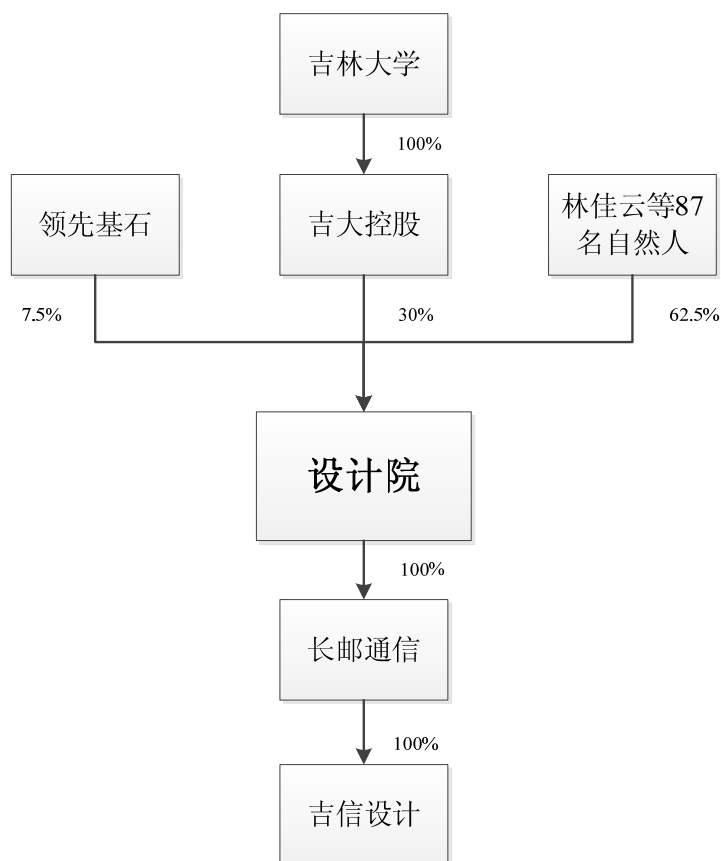 吉林大学
100%
领先基石
吉大控股
林佳云等87
名自然人
7.5%
30%
62.5%
设计院
100%
长邮通信
100%
吉信设计